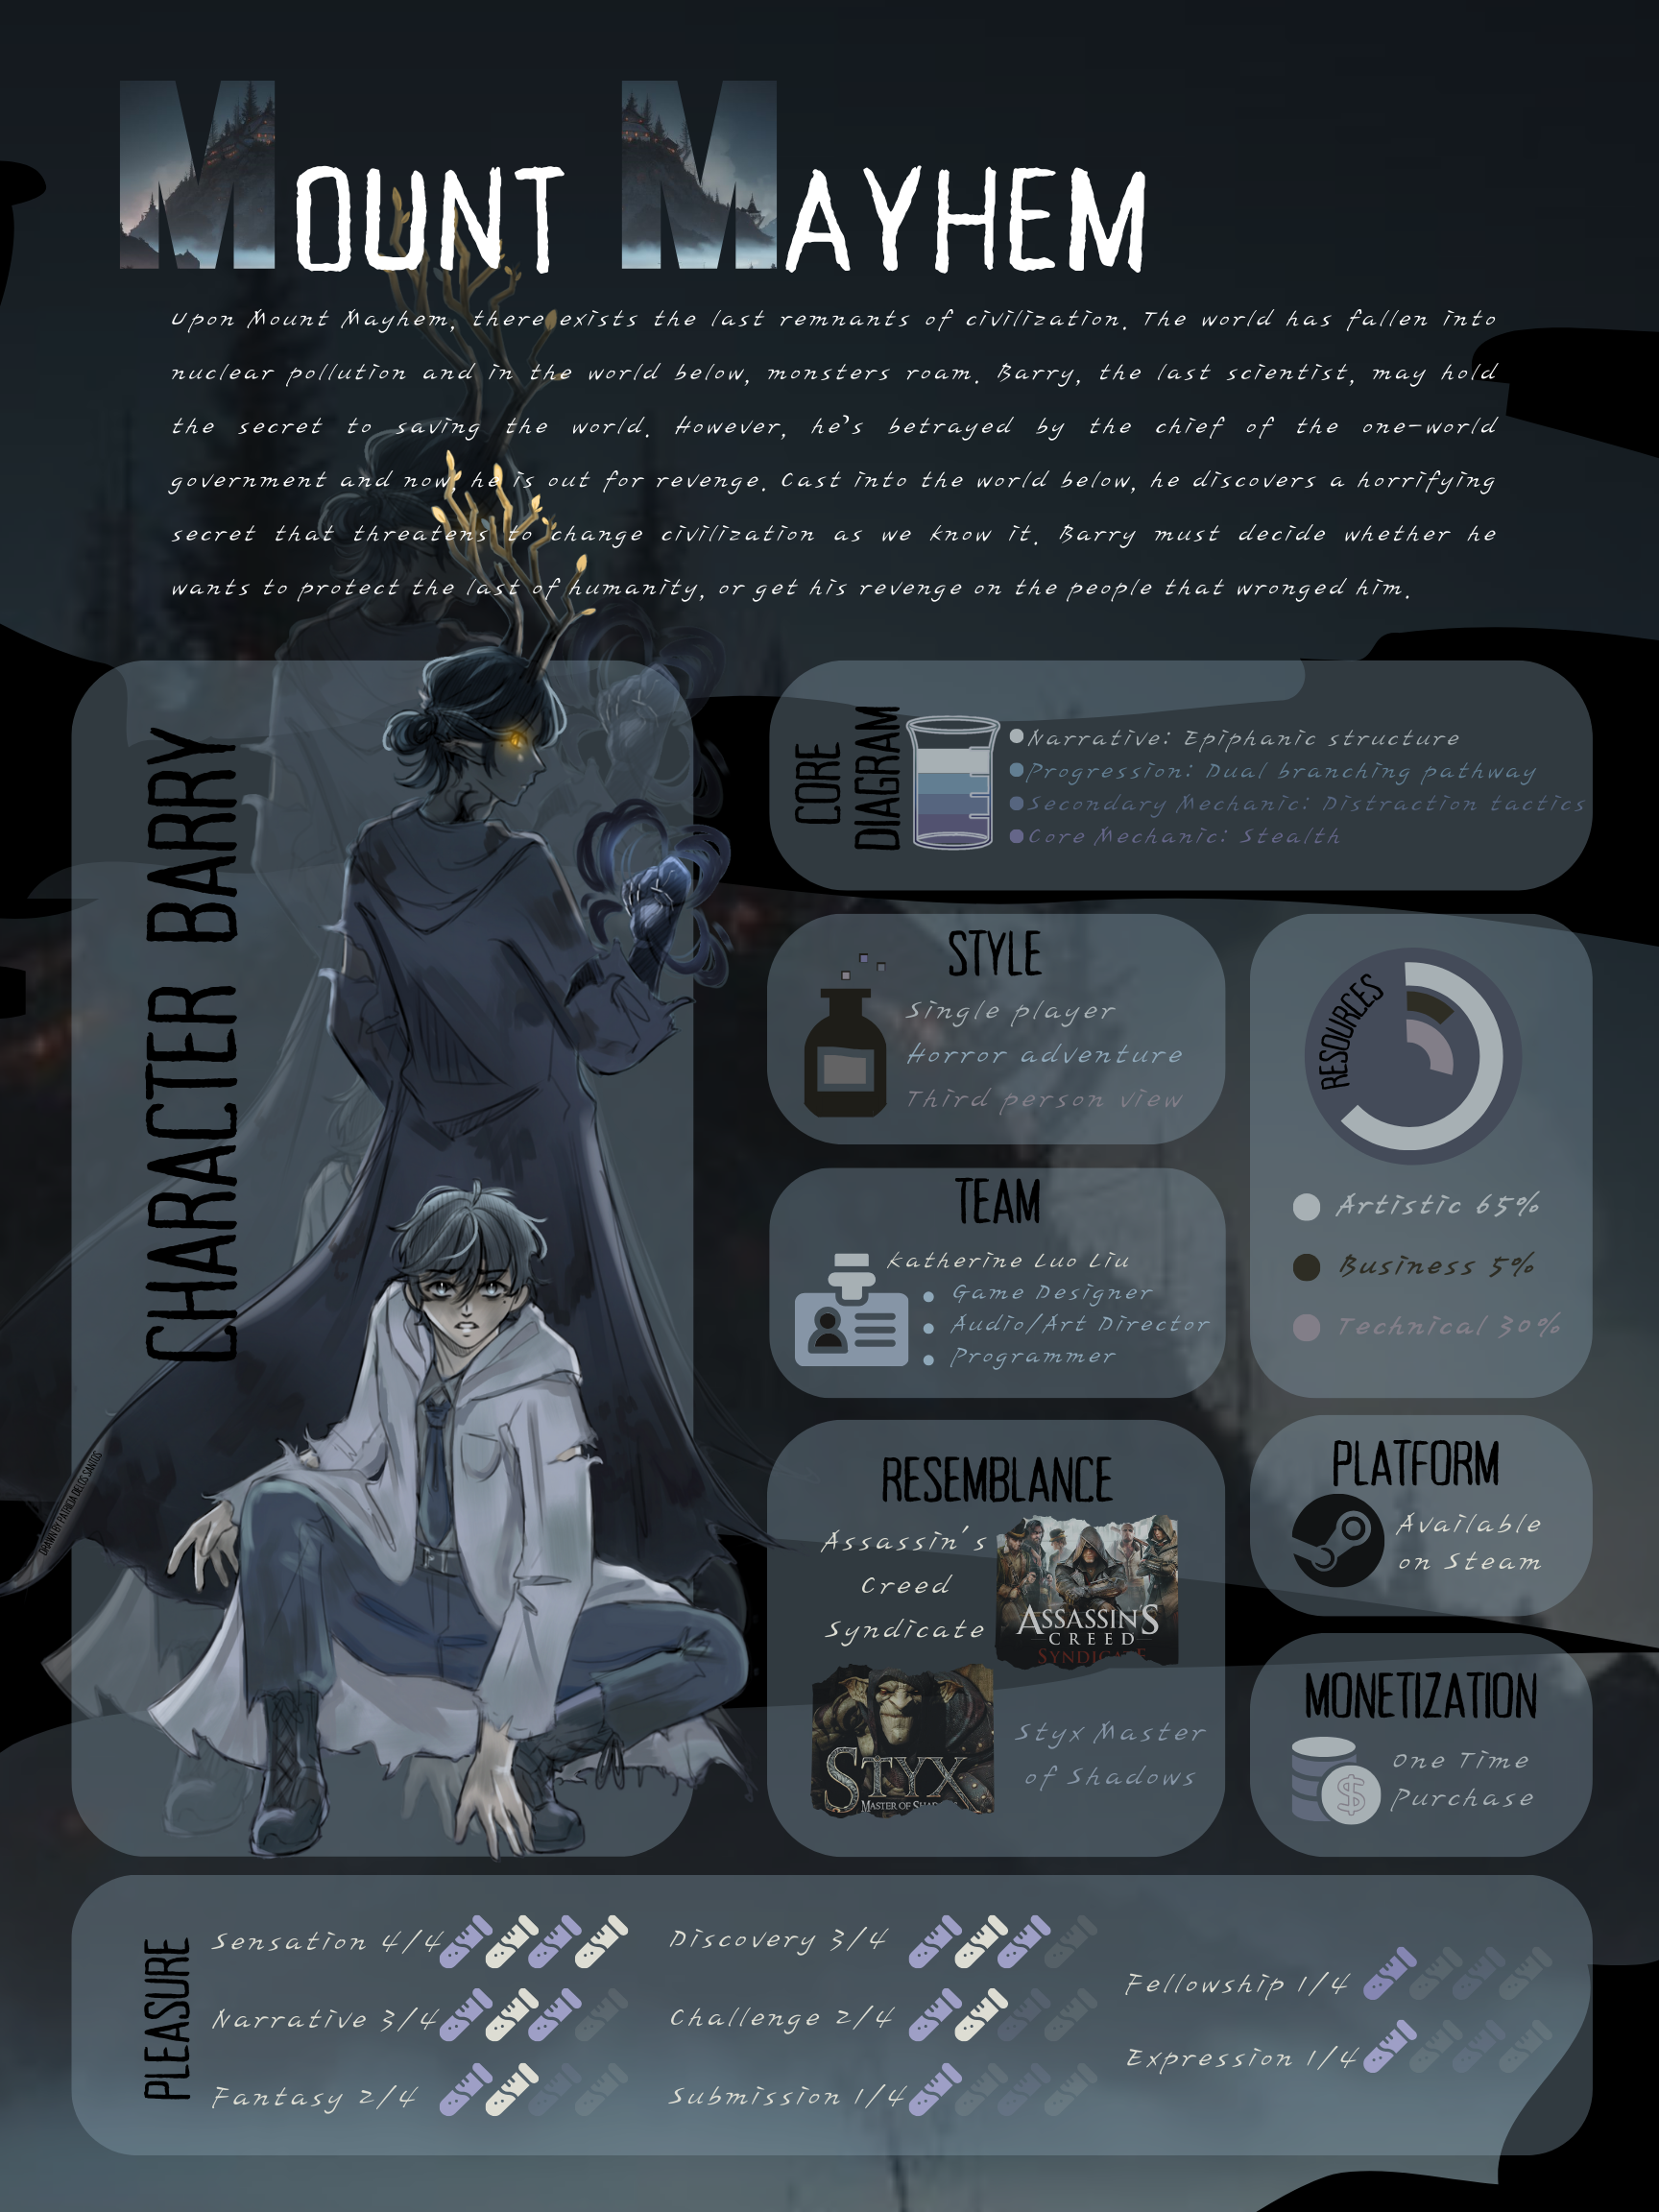 MOUNT MAYHEM
Upon Mount Mayhem, there exists the last remnants of civilization. The world has fallen into
nuclear pollution and in the world below, monsters roam. Barry, the last scientist, may hold
the secret to saving the world. However, he's betrayed by the chief of the one-world
government and now, he is out for revenge. Cast into the world below, he discovers a horrifying
secret that threatens to change civilization as we know it. Barry must decide whether he
wants to protect the last of humanity, or get his revenge on the people that wronged him.
CHARACTER BARRY
DRAWN BY PATRICIA DELOS SANTOS
CORE
DIAGRAM
Narrative: Epiphanic structure
Progression: Dual branching pathway
Secondary Mechanic: Distraction tactics
Core Mechanic: Stealth
STYLE
Single player
Horror adventure
Third person view
RESOURCES
Artistic 65%
Business 5%
Technical 30%
TEAM
Katherine Luo Liu
• Game Designer
• Audio/Art Director
• Programmer
RESEMBLANCE
Assassin's
Creed
Syndicate
ASSASSIN'S
CREED
SYNDICATE
STYX
MASTER OF SHADOWS
Styx Master
of Shadows
PLATFORM
Available
on Steam
MONETIZATION
$
One Time
Purchase
PLEASURE
Sensation 4/4
Narrative 3/4
Fantasy 2/4
Discovery 3/4
Challenge 2/4
Submission 1/4
Fellowship 1/4
Expression 1/4